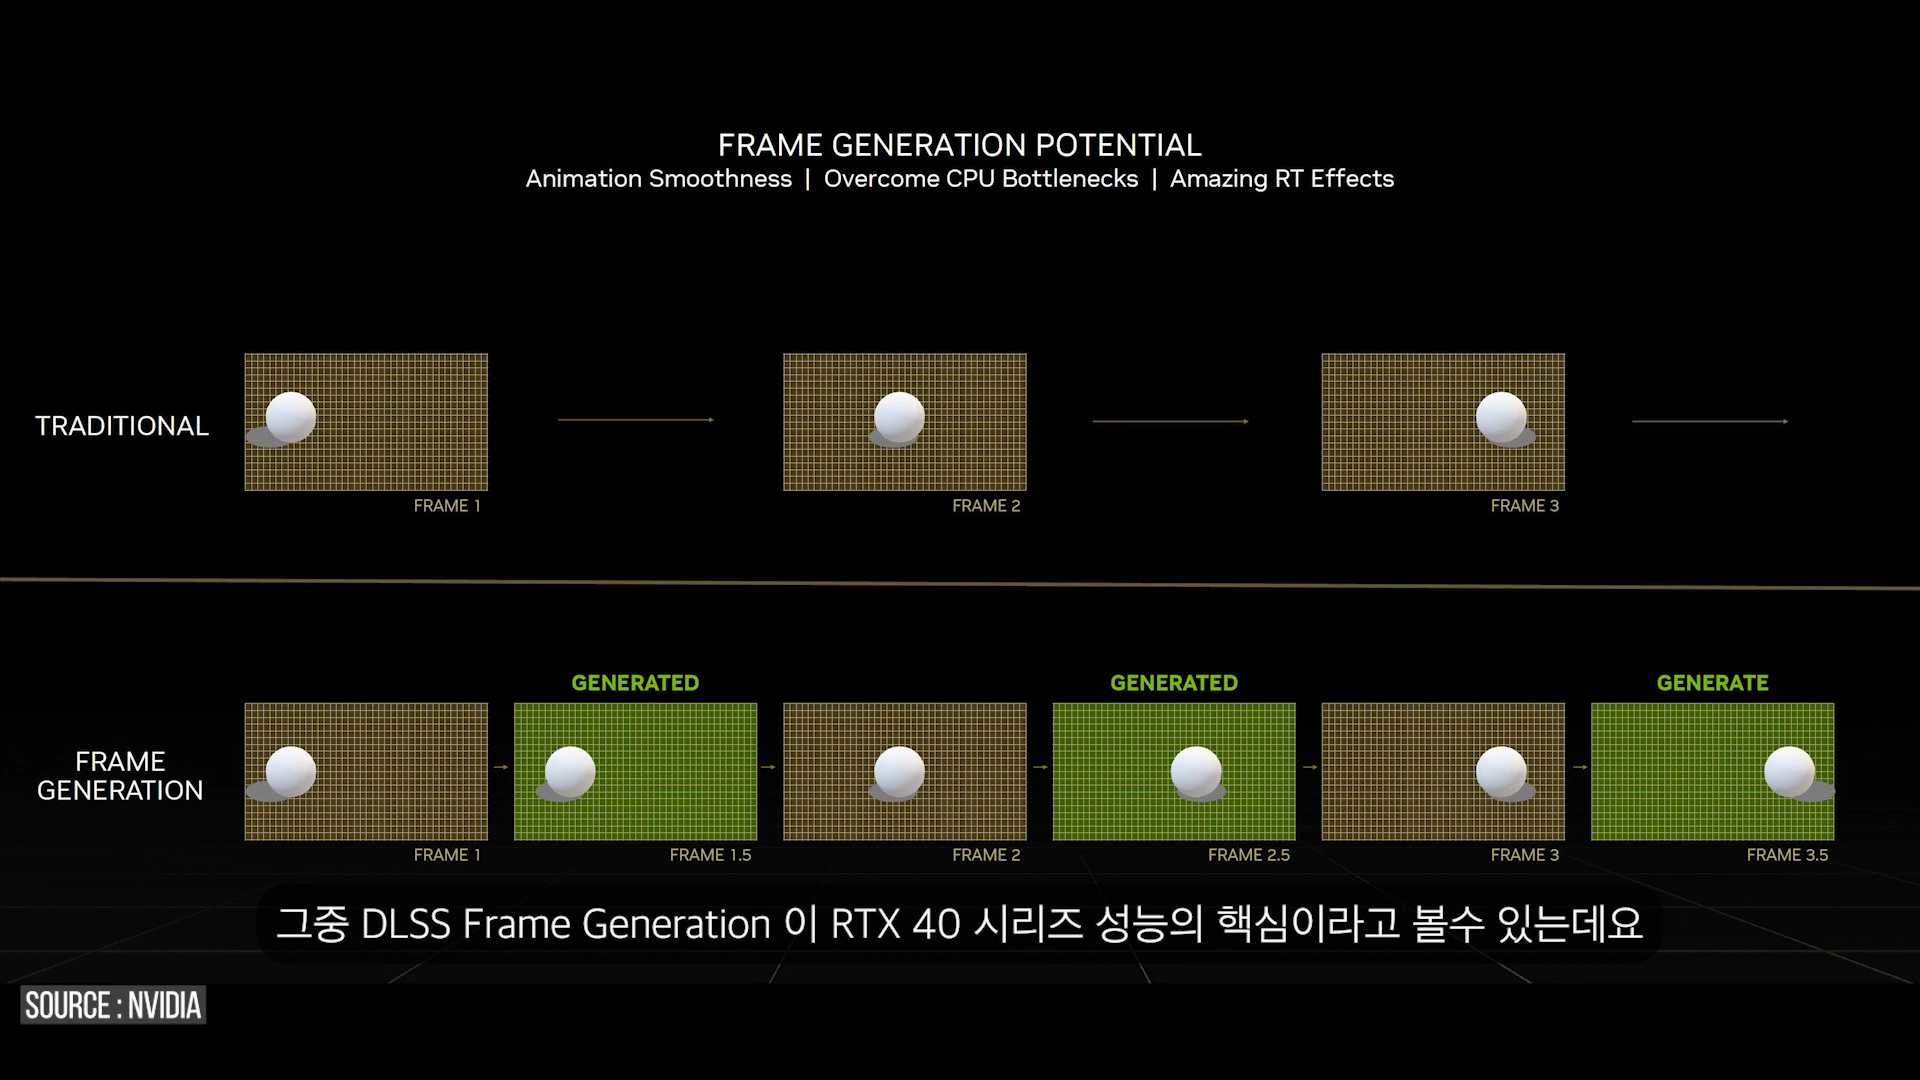 FRAME GENERATION POTENTIAL
Animation Smoothness | Overcome CPU Bottlenecks | Amazing RT Effects
TRADITIONAL
FRAME 1
FRAME 2
FRAME 3
GENERATED
GENERATED
GENERATE
FRAME
GENERATION
FRAME 1
FRAME 1.5
FRAME 2
FRAME 2.5
FRAME 3
FRAME 3.5
그중 DLSS Frame Generation 이 RTX 40 시리즈 성능의 핵심이라고 볼수 있는데요
SOURCE : NVIDIA